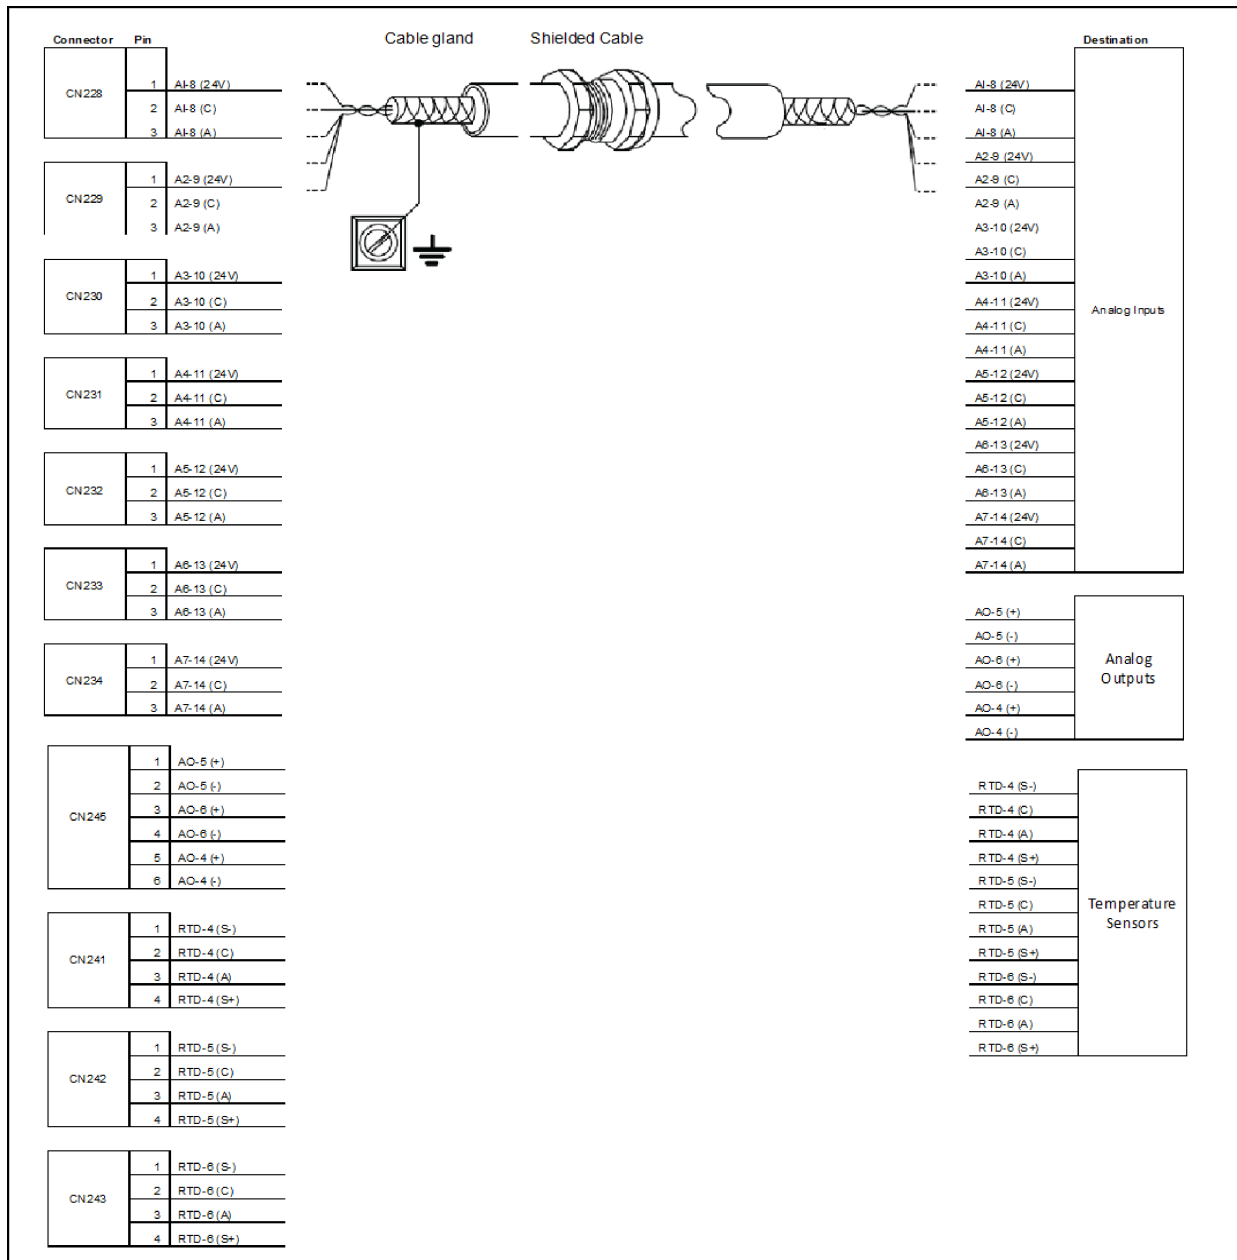 Cable gland Shielded Cable
Connector Pin
Destination
CN228
1 AI-8 (24V)
2 AI-8 (C)
3 AI-8 (A)
CN229
1 A2-9 (24V)
2 A2-9 (C)
3 A2-9 (A)
CN230
1 A3-10 (24V)
2 A3-10 (C)
3 A3-10 (A)
CN231
1 A4-11 (24V)
2 A4-11 (C)
3 A4-11 (A)
CN232
1 A5-12 (24V)
2 A5-12 (C)
3 A5-12 (A)
CN233
1 A6-13 (24V)
2 A6-13 (C)
3 A6-13 (A)
CN234
1 A7-14 (24V)
2 A7-14 (C)
3 A7-14 (A)
CN245
1 AO-5 (+)
2 AO-5 (-)
3 AO-6 (+)
4 AO-6 (-)
5 AO-4 (+)
6 AO-4 (-)
CN241
1 RTD-4 (S-)
2 RTD-4 (C)
3 RTD-4 (A)
4 RTD-4 (S+)
CN242
1 RTD-5 (S-)
2 RTD-5 (C)
3 RTD-5 (A)
4 RTD-5 (S+)
CN243
1 RTD-6 (S-)
2 RTD-6 (C)
3 RTD-6 (A)
4 RTD-6 (S+)
AI-8 (24V)
AI-8 (C)
AI-8 (A)
A2-9 (24V)
A2-9 (C)
A2-9 (A)
A3-10 (24V)
A3-10 (C)
A3-10 (A)
A4-11 (24V)
A4-11 (C)
A4-11 (A)
A5-12 (24V)
A5-12 (C)
A5-12 (A)
A6-13 (24V)
A6-13 (C)
A6-13 (A)
A7-14 (24V)
A7-14 (C)
A7-14 (A)
Analog Inputs
AO-5 (+)
AO-5 (-)
AO-6 (+)
AO-6 (-)
AO-4 (+)
AO-4 (-)
Analog
Outputs
RTD-4 (S-)
RTD-4 (C)
RTD-4 (A)
RTD-4 (S+)
RTD-5 (S-)
RTD-5 (C)
RTD-5 (A)
RTD-5 (S+)
RTD-6 (S-)
RTD-6 (C)
RTD-6 (A)
RTD-6 (S+)
Temperature
Sensors